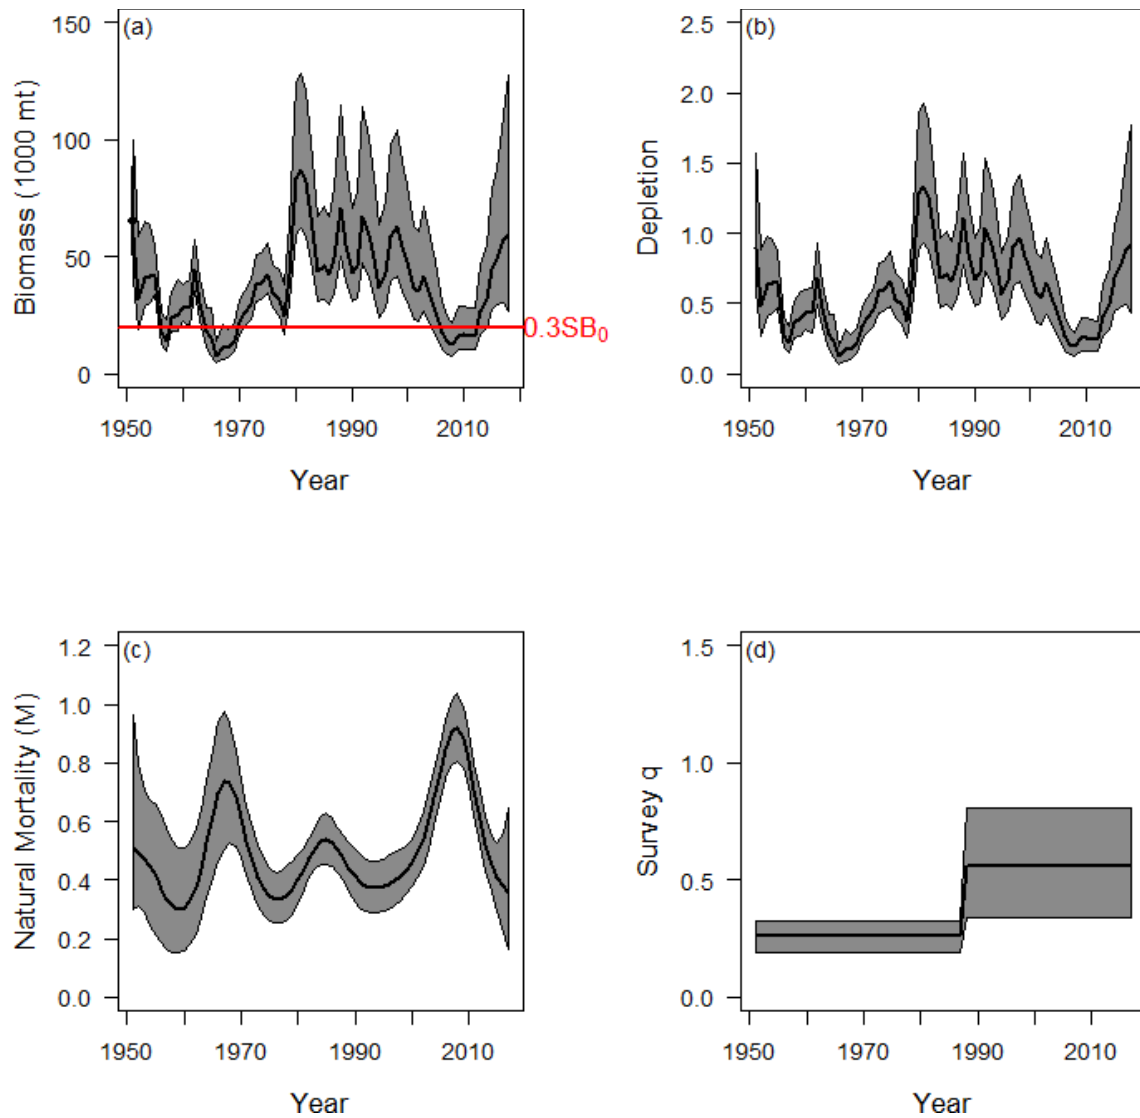 (a)
Biomass (1000 mt)
150
100
50
0
0.3SB₀
1950 1970 1990 2010
Year
(b)
Depletion
2.5
2.0
1.5
1.0
0.5
0.0
1950 1970 1990 2010
Year
(c)
Natural Mortality (M)
1.2
1.0
0.8
0.6
0.4
0.2
0.0
1950 1970 1990 2010
Year
(d)
Survey q
1.5
1.0
0.5
0.0
1950 1970 1990 2010
Year